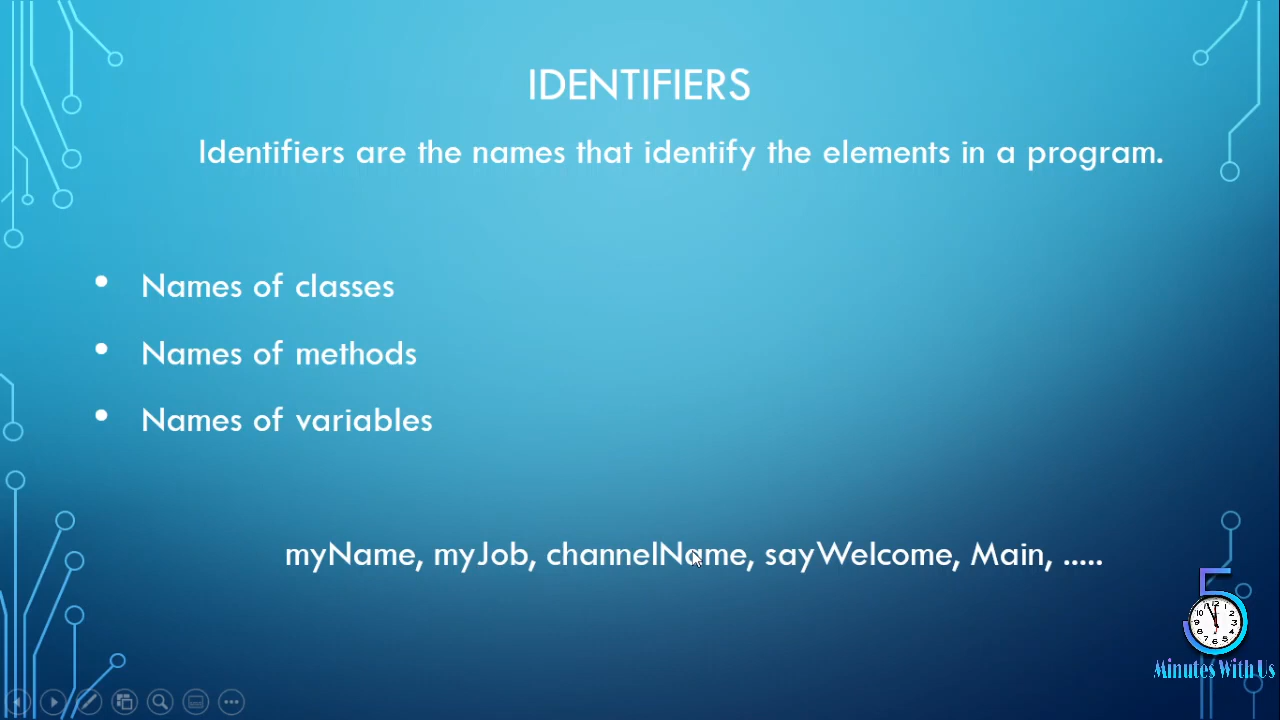 IDENTIFIERS
Identifiers are the names that identify the elements in a program.
• Names of classes
• Names of methods
• Names of variables
myName, myJob, channelName, sayWelcome, Main, .....
5
Minutes With Us